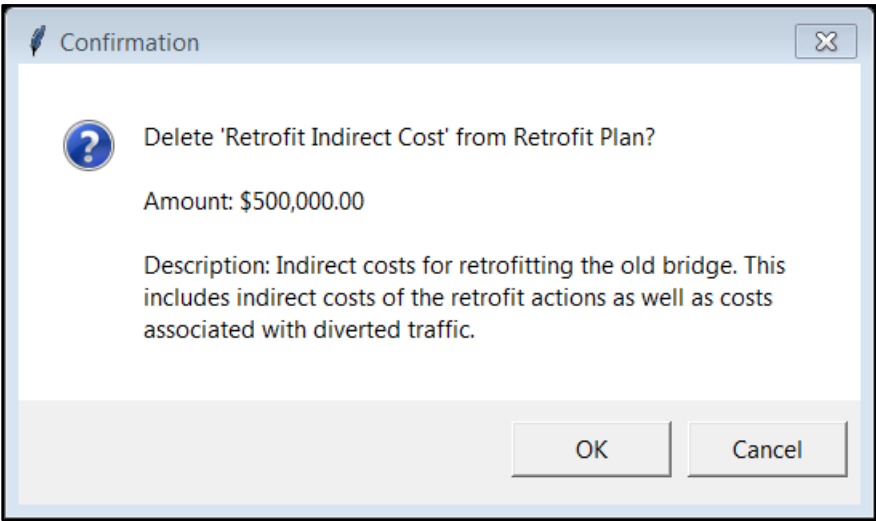 Confirmation
Delete 'Retrofit Indirect Cost' from Retrofit Plan?
Amount: $500,000.00
Description: Indirect costs for retrofitting the old bridge. This
includes indirect costs of the retrofit actions as well as costs
associated with diverted traffic.
OK
Cancel